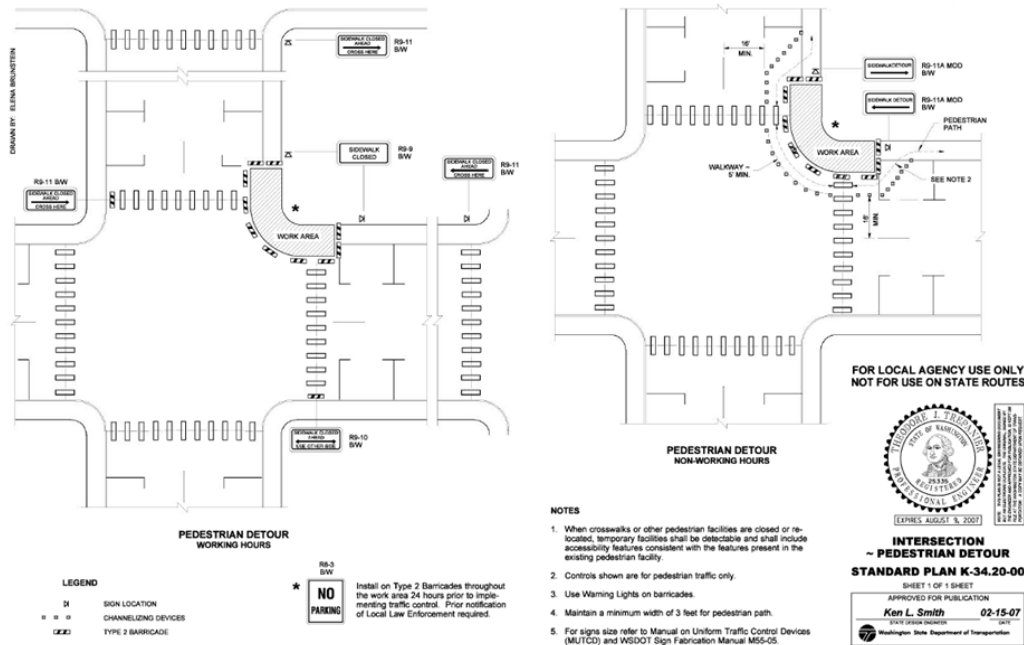 DRAWN BY: ELENA BRUNSTEIN
SIDEWALK CLOSED
AHEAD
CROSS HERE
R9-11
B/W
SIDEWALK
CLOSED
R9-9
B/W
SIDEWALK CLOSED
AHEAD
CROSS HERE
R9-11
B/W
R9-11 B/W
SIDEWALK CLOSED
AHEAD
CROSS HERE
*
WORK AREA
SIDEWALK CLOSED
AHEAD
USE OTHER SIDE
R9-10
B/W
PEDESTRIAN DETOUR
WORKING HOURS
16'
MIN.
SIDEWALK DETOUR
R9-11A MOD
B/W
SIDEWALK DETOUR
R9-11A MOD
B/W
*
PEDESTRIAN
PATH
WORK AREA
WALKWAY ~
5' MIN.
SEE NOTE 2
16'
MIN.
PEDESTRIAN DETOUR
NON-WORKING HOURS
LEGEND
SIGN LOCATION
CHANNELIZING DEVICES
TYPE 2 BARRICADE
R8-3
B/W
*
NO
PARKING
Install on Type 2 Barricades throughout
the work area 24 hours prior to imple-
menting traffic control. Prior notification
of Local Law Enforcement required.
NOTES
1. When crosswalks or other pedestrian facilities are closed or re-
located, temporary facilities shall be detectable and shall include
accessibility features consistent with the features present in the
existing pedestrian facility.
2. Controls shown are for pedestrian traffic only.
3. Use Warning Lights on barricades.
4. Maintain a minimum width of 3 feet for pedestrian path.
5. For signs size refer to Manual on Uniform Traffic Control Devices
(MUTCD) and WSDOT Sign Fabrication Manual M55-05.
FOR LOCAL AGENCY USE ONLY
NOT FOR USE ON STATE ROUTES
THEODORE J. TREPANIER
STATE OF WASHINGTON
25335
REGISTERED
PROFESSIONAL ENGINEER
EXPIRES AUGUST 9, 2007
INTERSECTION
~ PEDESTRIAN DETOUR
STANDARD PLAN K-34.20-00
SHEET 1 OF 1 SHEET
APPROVED FOR PUBLICATION
Ken L. Smith 02-15-07
STATE DESIGN ENGINEER DATE
Washington State Department of Transportation